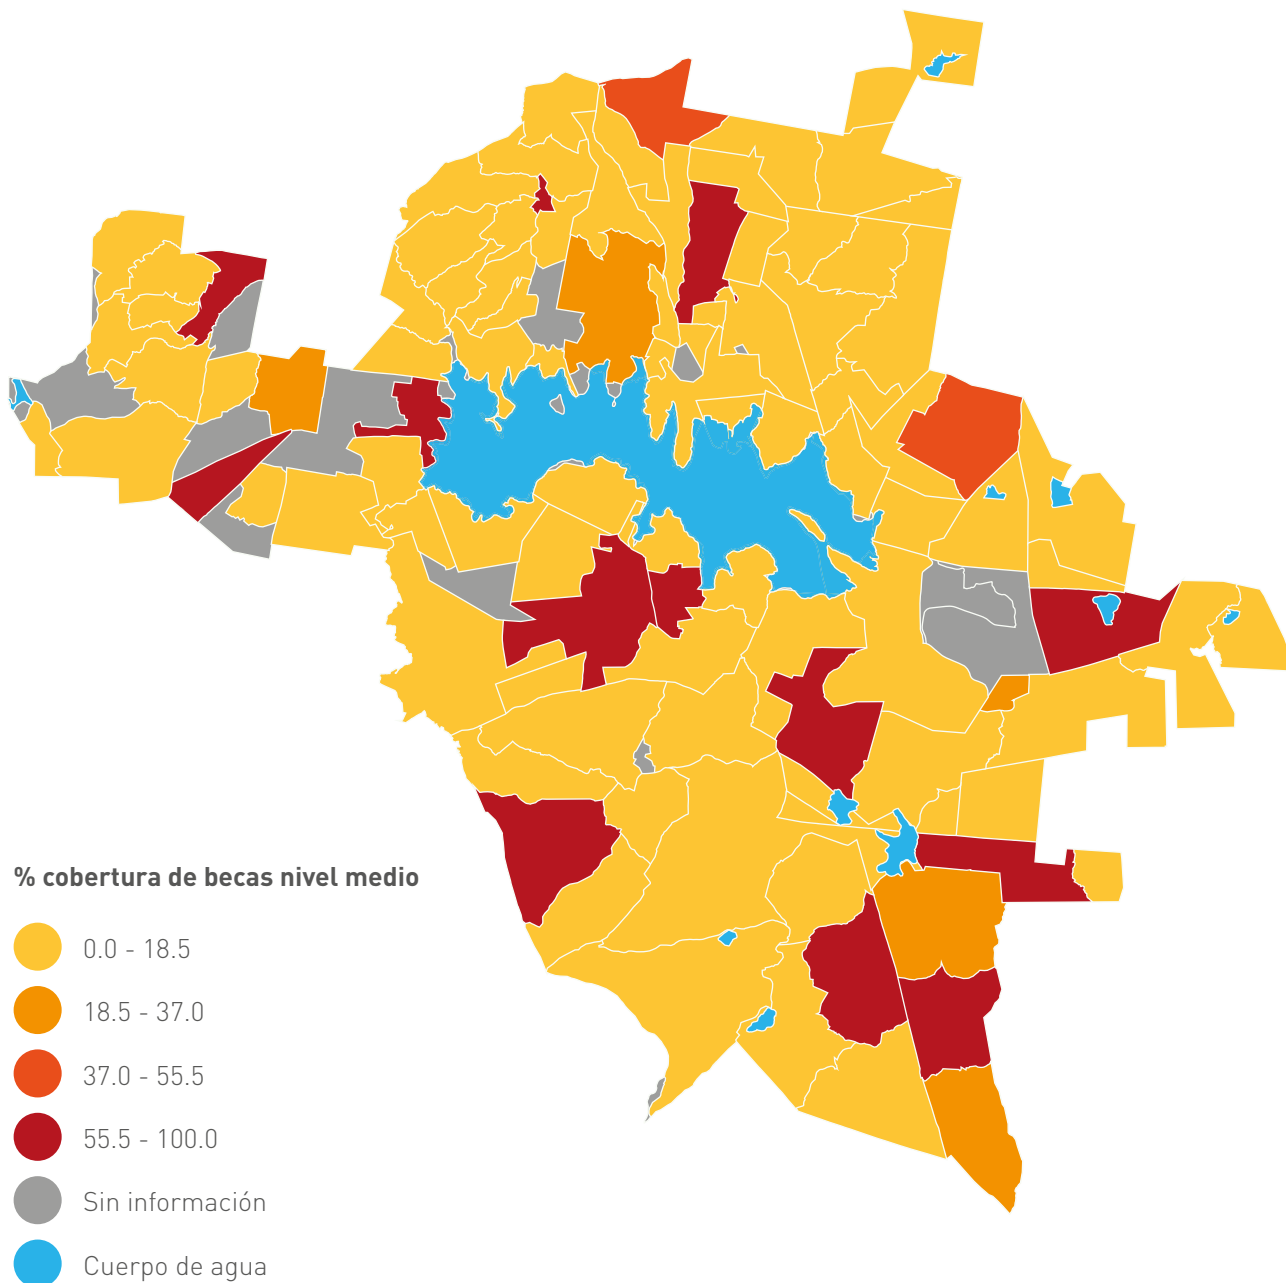 % cobertura de becas nivel medio
0.0 - 18.5
18.5 - 37.0
37.0 - 55.5
55.5 - 100.0
Sin información
Cuerpo de agua